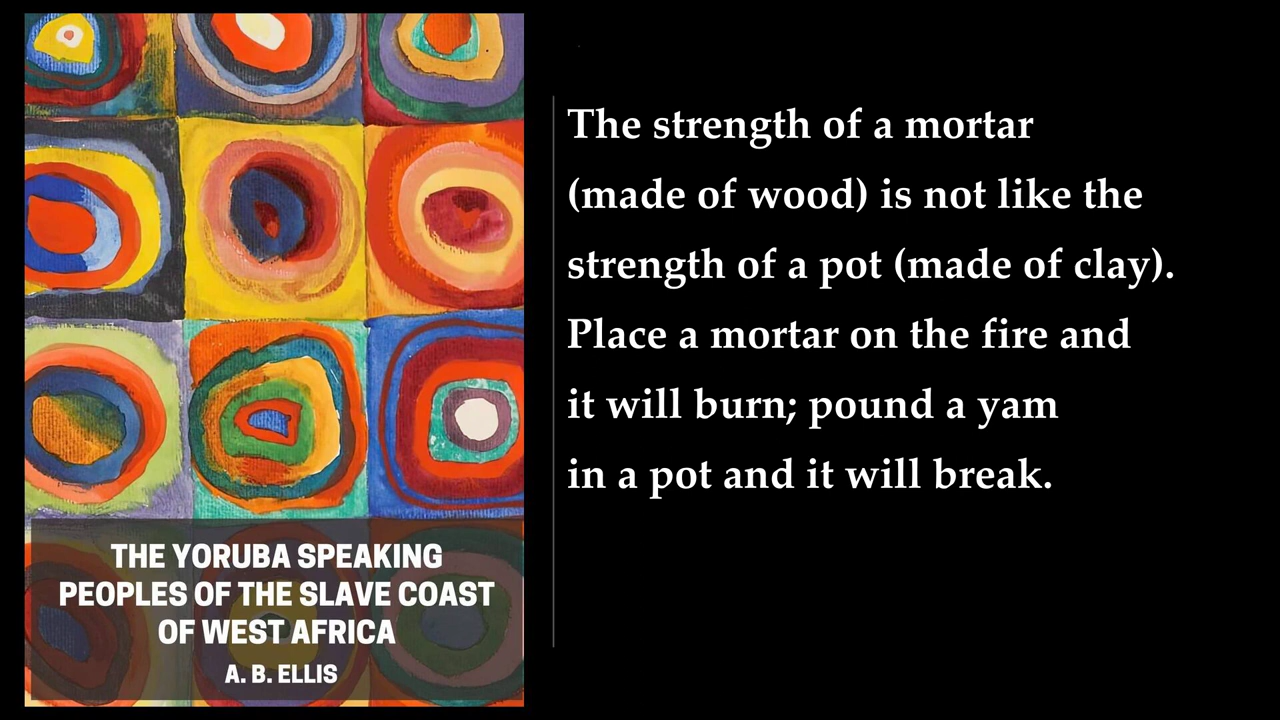 THE YORUBA SPEAKING
PEOPLES OF THE SLAVE COAST
OF WEST AFRICA
A. B. ELLIS
The strength of a mortar
(made of wood) is not like the
strength of a pot (made of clay).
Place a mortar on the fire and
it will burn; pound a yam
in a pot and it will break.